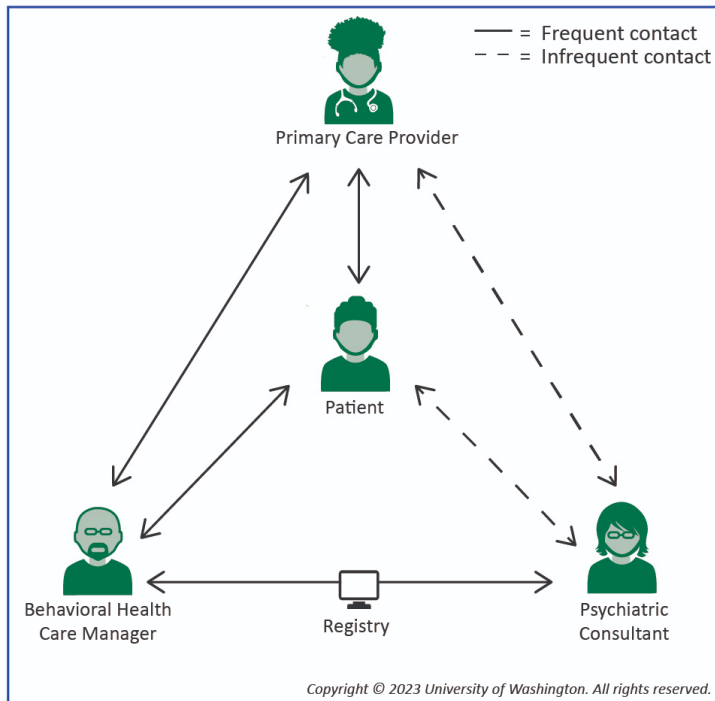 = Frequent contact
= Infrequent contact
Primary Care Provider
Patient
Behavioral Health
Care Manager
Registry
Psychiatric
Consultant
Copyright © 2023 University of Washington. All rights reserved.